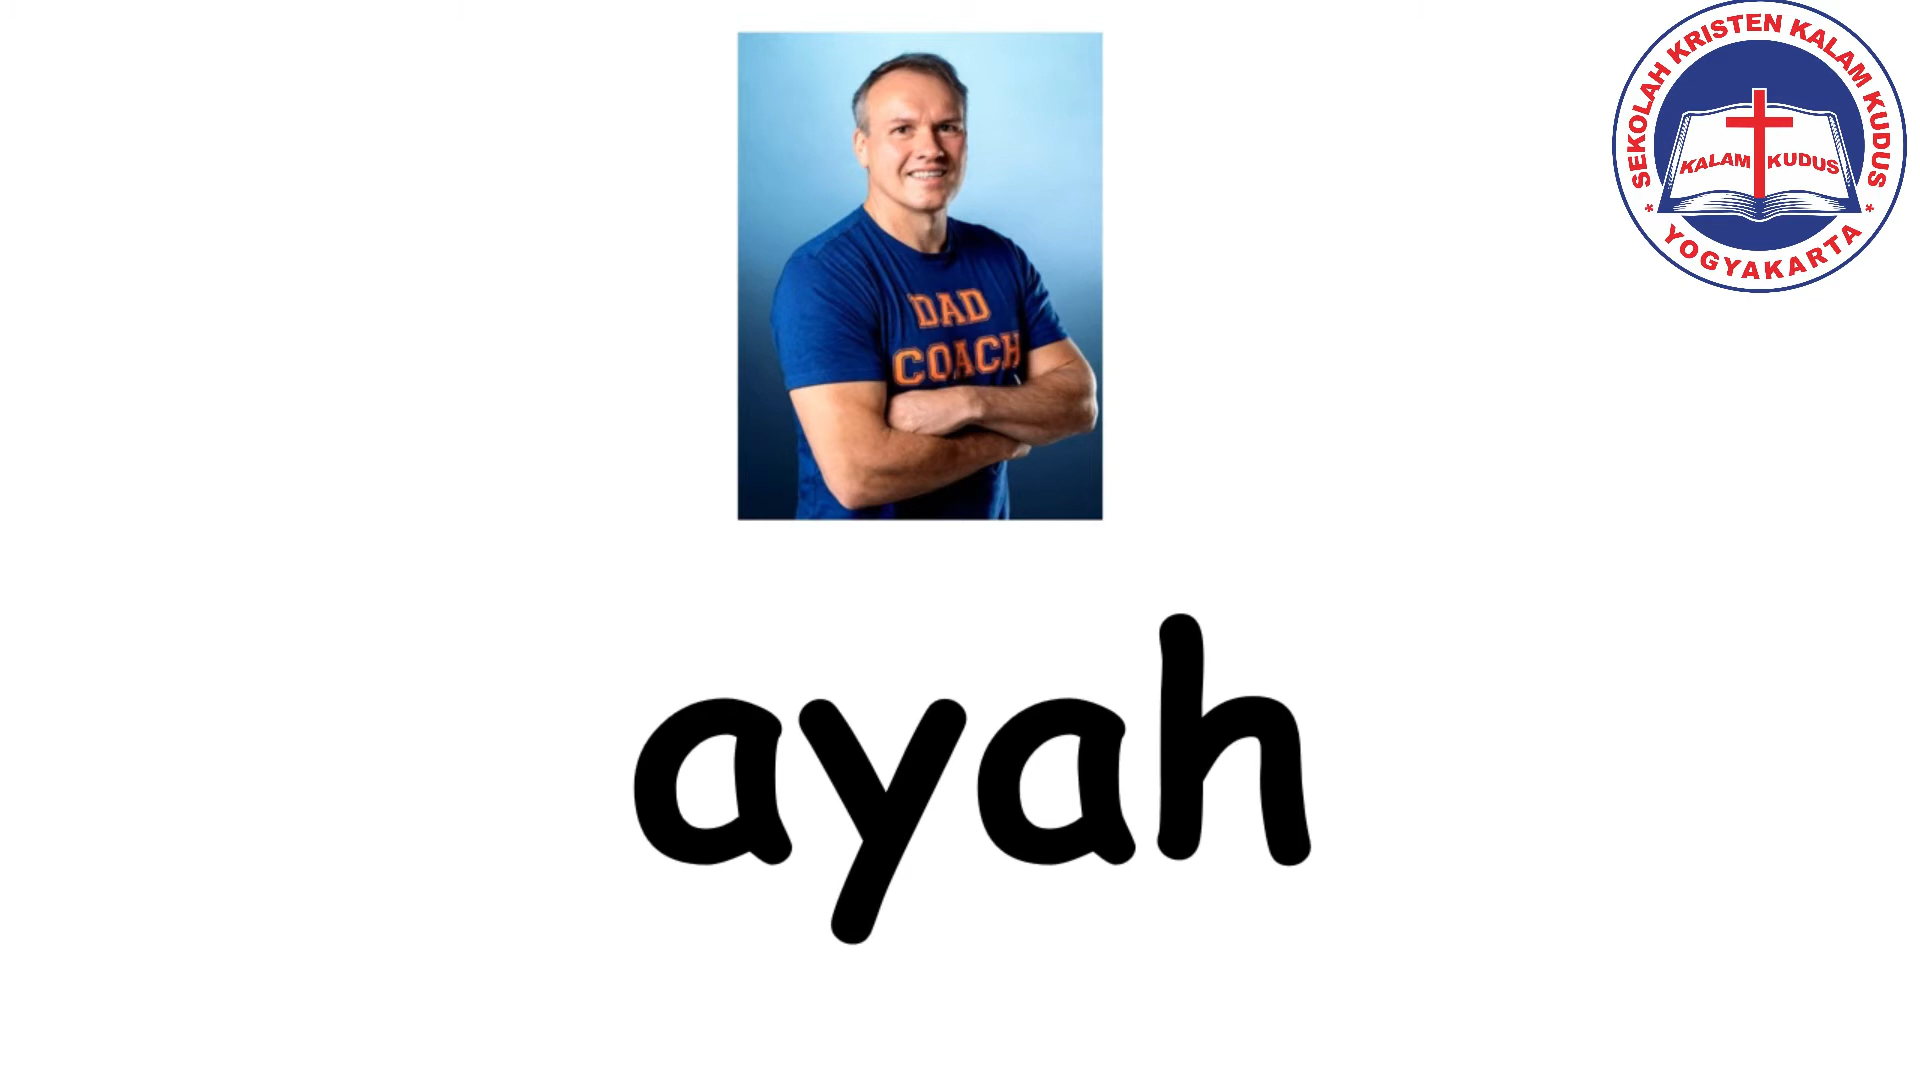 DAD
COACH
SEKOLAH KRISTEN KALAM KUDUS
KALAM KUDUS
* YOGYAKARTA *
ayah